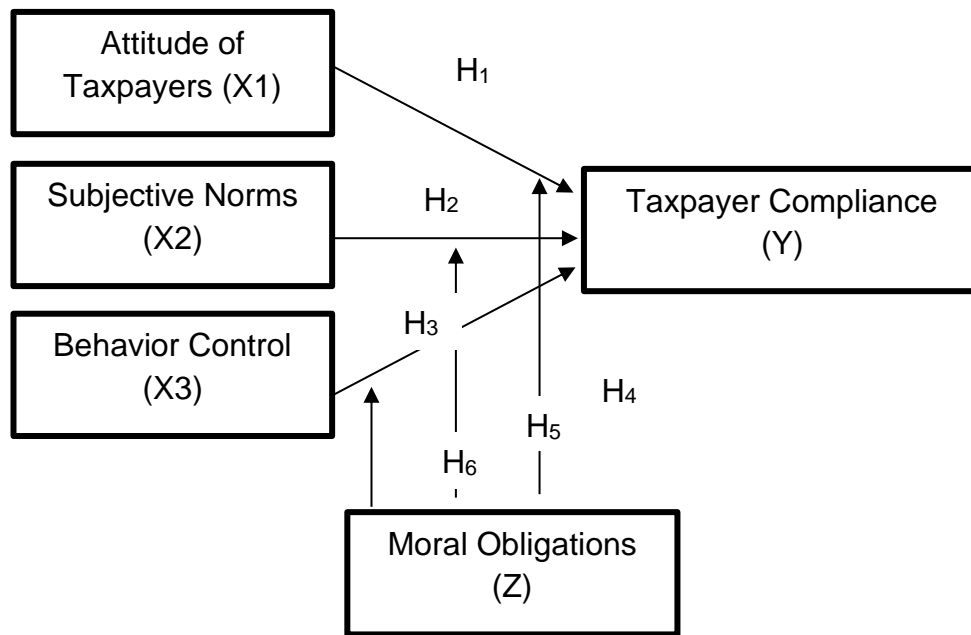 Attitude of
Taxpayers (X1)
H1
Subjective Norms
(X2)
H2
Taxpayer Compliance
(Y)
Behavior Control
(X3)
H3
H4
H5
H6
Moral Obligations
(Z)